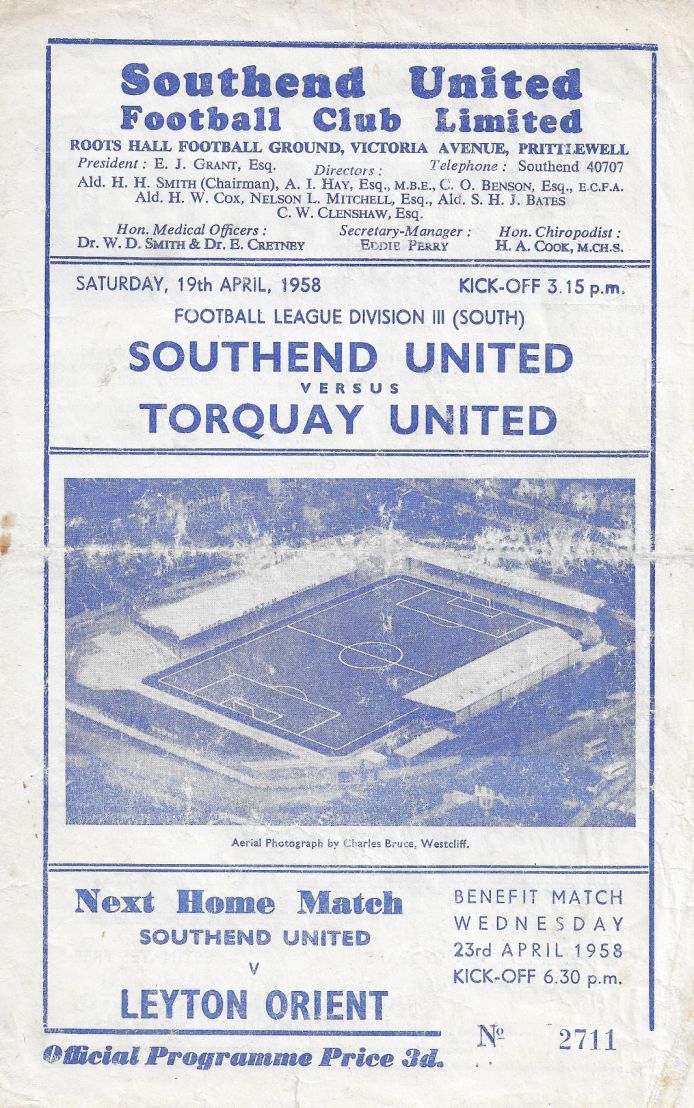 Southend United
Football Club Limited
ROOTS HALL FOOTBALL GROUND, VICTORIA AVENUE, PRITTLEWELL
President : E. J. GRANT, Esq. Directors : Telephone : Southend 40707
Ald. H. H. SMITH (Chairman), A. I. HAY, Esq., M.B.E., C. O. BENSON, Esq., E.C.F.A.
Ald. H. W. COX, NELSON L. MITCHELL, Esq., Ald. S. H. J. BATES
C. W. CLENSHAW, Esq.
Hon. Medical Officers : Secretary-Manager : Hon. Chiropodist :
Dr. W. D. SMITH & Dr. E. CRETNEY EDDIE PERRY H. A. COOK, M.CH.S.
SATURDAY, 19th APRIL, 1958 KICK-OFF 3.15 p.m.
FOOTBALL LEAGUE DIVISION III (SOUTH)
SOUTHEND UNITED
VERSUS
TORQUAY UNITED
Aerial Photograph by Charles Bruce, Westcliff.
Next Home Match
SOUTHEND UNITED
V
LEYTON ORIENT
BENEFIT MATCH
WEDNESDAY
23rd APRIL 1958
KICK-OFF 6.30 p.m.
Official Programme Price 3d.
Nº 2711